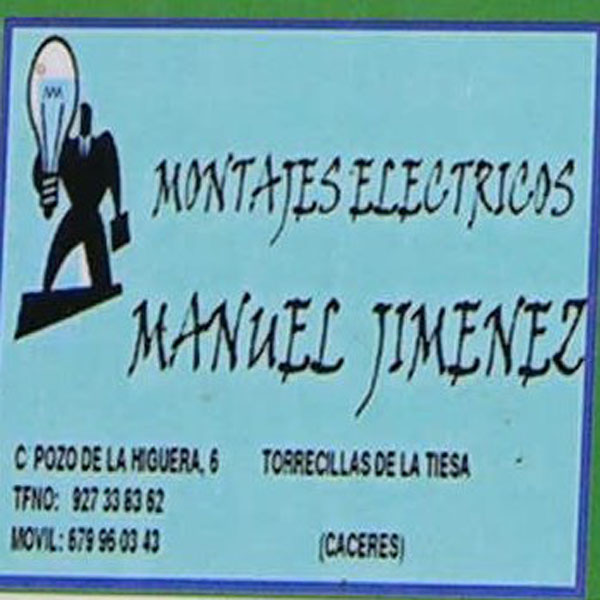 MONTAJES ELECTRICOS
MANUEL JIMENEZ
C POZO DE LA HIGUERA, 6 TORRECILLAS DE LA TIESA
TFNO: 927 33 83 62
MOVIL: 679 96 03 43 (CACERES)